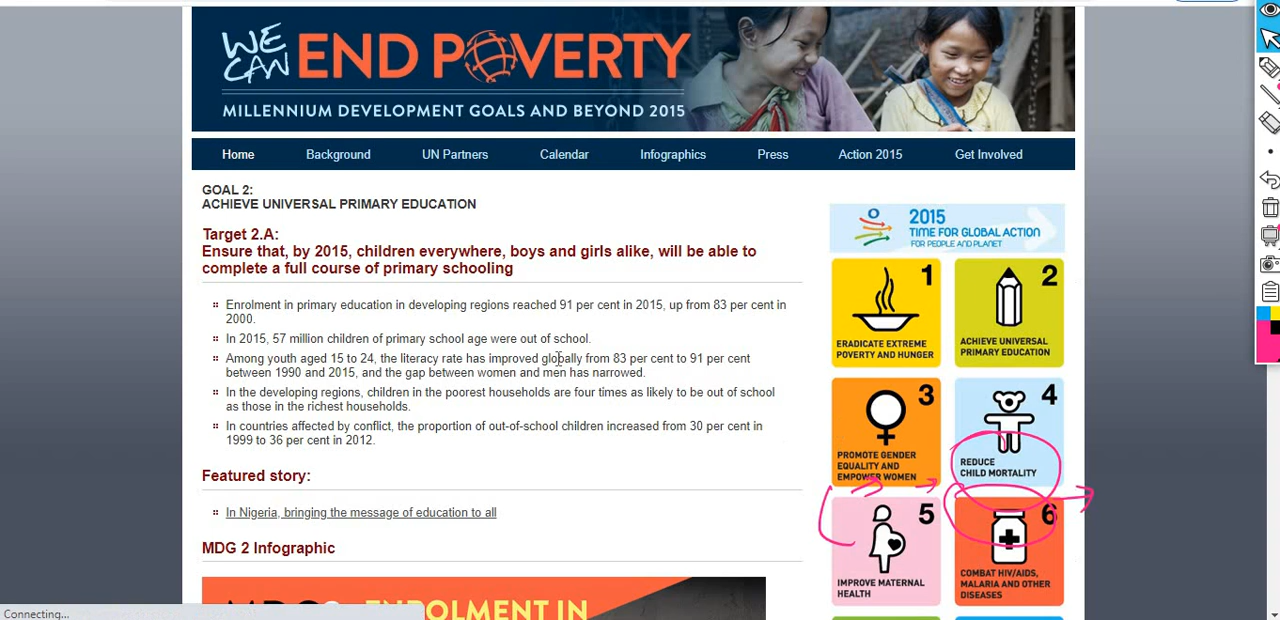 WE CAN END POVERTY
MILLENNIUM DEVELOPMENT GOALS AND BEYOND 2015
Home Background UN Partners Calendar Infographics Press Action 2015 Get Involved
GOAL 2:
ACHIEVE UNIVERSAL PRIMARY EDUCATION
Target 2.A:
Ensure that, by 2015, children everywhere, boys and girls alike, will be able to
complete a full course of primary schooling
Enrolment in primary education in developing regions reached 91 per cent in 2015, up from 83 per cent in
2000.
In 2015, 57 million children of primary school age were out of school.
Among youth aged 15 to 24, the literacy rate has improved globally from 83 per cent to 91 per cent
between 1990 and 2015, and the gap between women and men has narrowed.
In the developing regions, children in the poorest households are four times as likely to be out of school
as those in the richest households.
In countries affected by conflict, the proportion of out-of-school children increased from 30 per cent in
1999 to 36 per cent in 2012.
Featured story:
In Nigeria, bringing the message of education to all
MDG 2 Infographic
ENROLMENT IN
2015
TIME FOR GLOBAL ACTION
FOR PEOPLE AND PLANET
1
ERADICATE EXTREME
POVERTY AND HUNGER
2
ACHIEVE UNIVERSAL
PRIMARY EDUCATION
3
PROMOTE GENDER
EQUALITY AND
EMPOWER WOMEN
4
REDUCE
CHILD MORTALITY
5
IMPROVE MATERNAL
HEALTH
6
COMBAT HIV/AIDS,
MALARIA AND OTHER
DISEASES
Connecting...